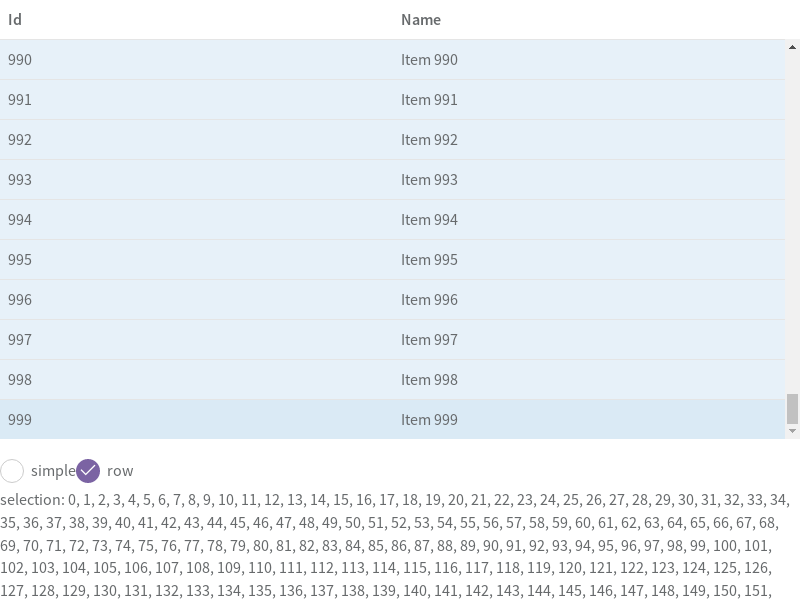 Id Name
990 Item 990
991 Item 991
992 Item 992
993 Item 993
994 Item 994
995 Item 995
996 Item 996
997 Item 997
998 Item 998
999 Item 999
simple row
selection: 0, 1, 2, 3, 4, 5, 6, 7, 8, 9, 10, 11, 12, 13, 14, 15, 16, 17, 18, 19, 20, 21, 22, 23, 24, 25, 26, 27, 28, 29, 30, 31, 32, 33, 34,
35, 36, 37, 38, 39, 40, 41, 42, 43, 44, 45, 46, 47, 48, 49, 50, 51, 52, 53, 54, 55, 56, 57, 58, 59, 60, 61, 62, 63, 64, 65, 66, 67, 68,
69, 70, 71, 72, 73, 74, 75, 76, 77, 78, 79, 80, 81, 82, 83, 84, 85, 86, 87, 88, 89, 90, 91, 92, 93, 94, 95, 96, 97, 98, 99, 100, 101,
102, 103, 104, 105, 106, 107, 108, 109, 110, 111, 112, 113, 114, 115, 116, 117, 118, 119, 120, 121, 122, 123, 124, 125, 126,
127, 128, 129, 130, 131, 132, 133, 134, 135, 136, 137, 138, 139, 140, 141, 142, 143, 144, 145, 146, 147, 148, 149, 150, 151,